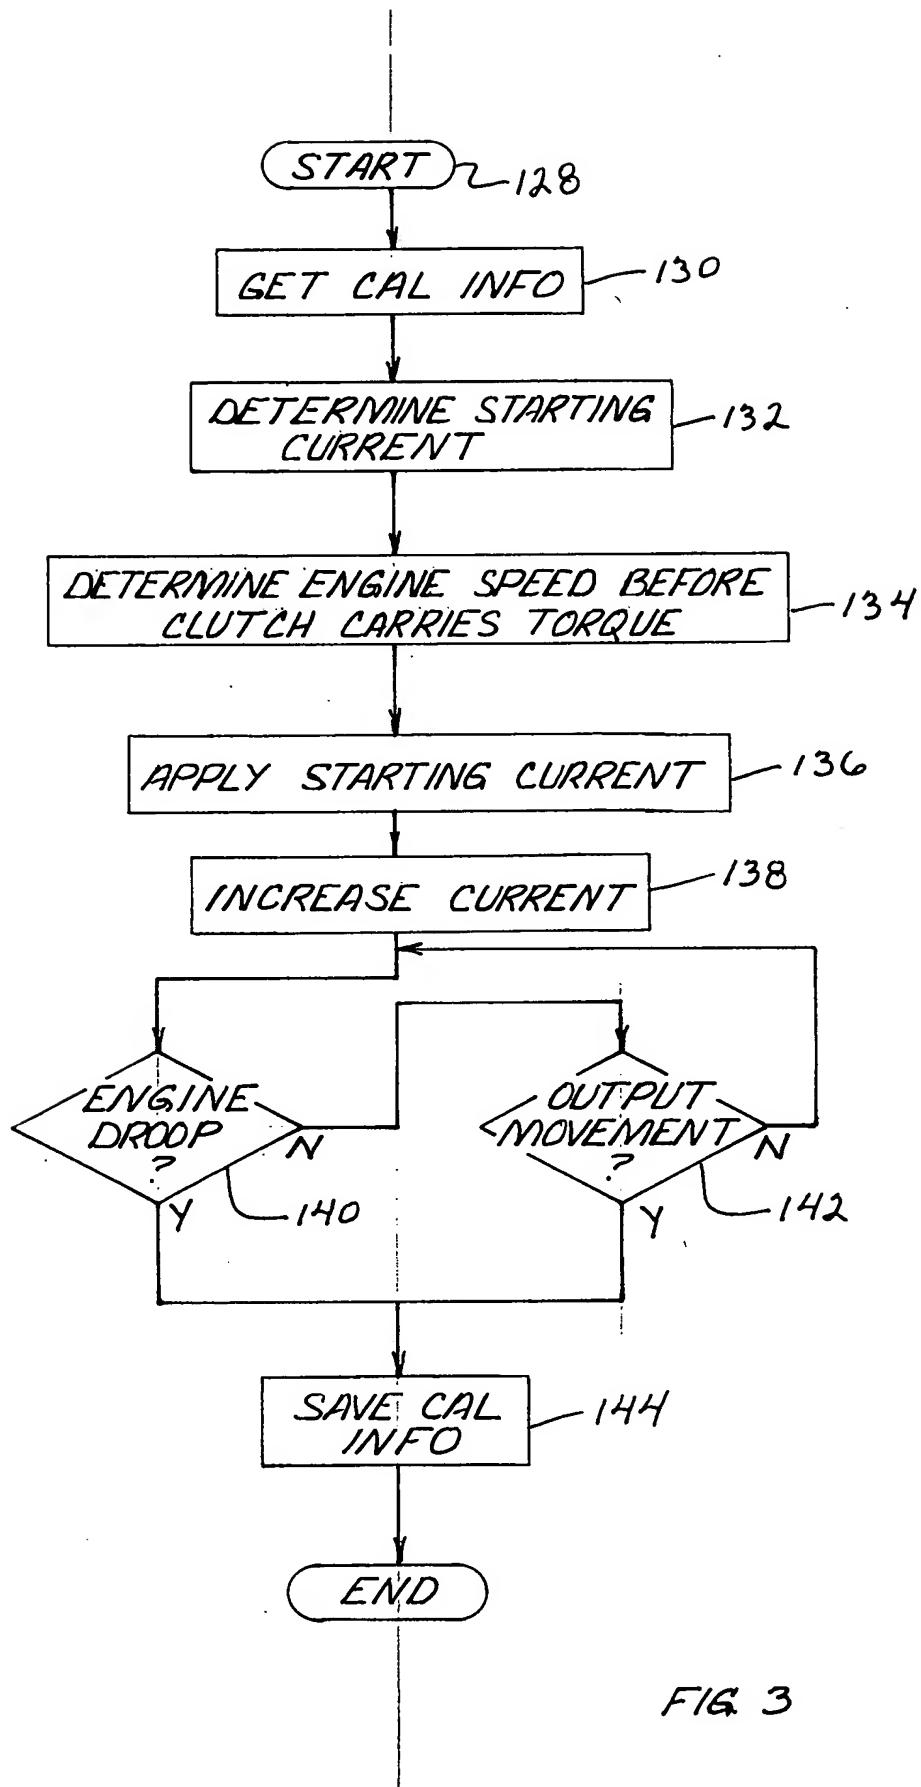 START
128
GET CAL INFO
130
DETERMINE STARTING
CURRENT
132
DETERMINE ENGINE SPEED BEFORE
CLUTCH CARRIES TORQUE
134
APPLY STARTING CURRENT
136
INCREASE CURRENT
138
ENGINE
DROOP
?
N
Y
140
OUTPUT
MOVEMENT
?
N
Y
142
SAVE CAL
INFO
144
END
FIG 3